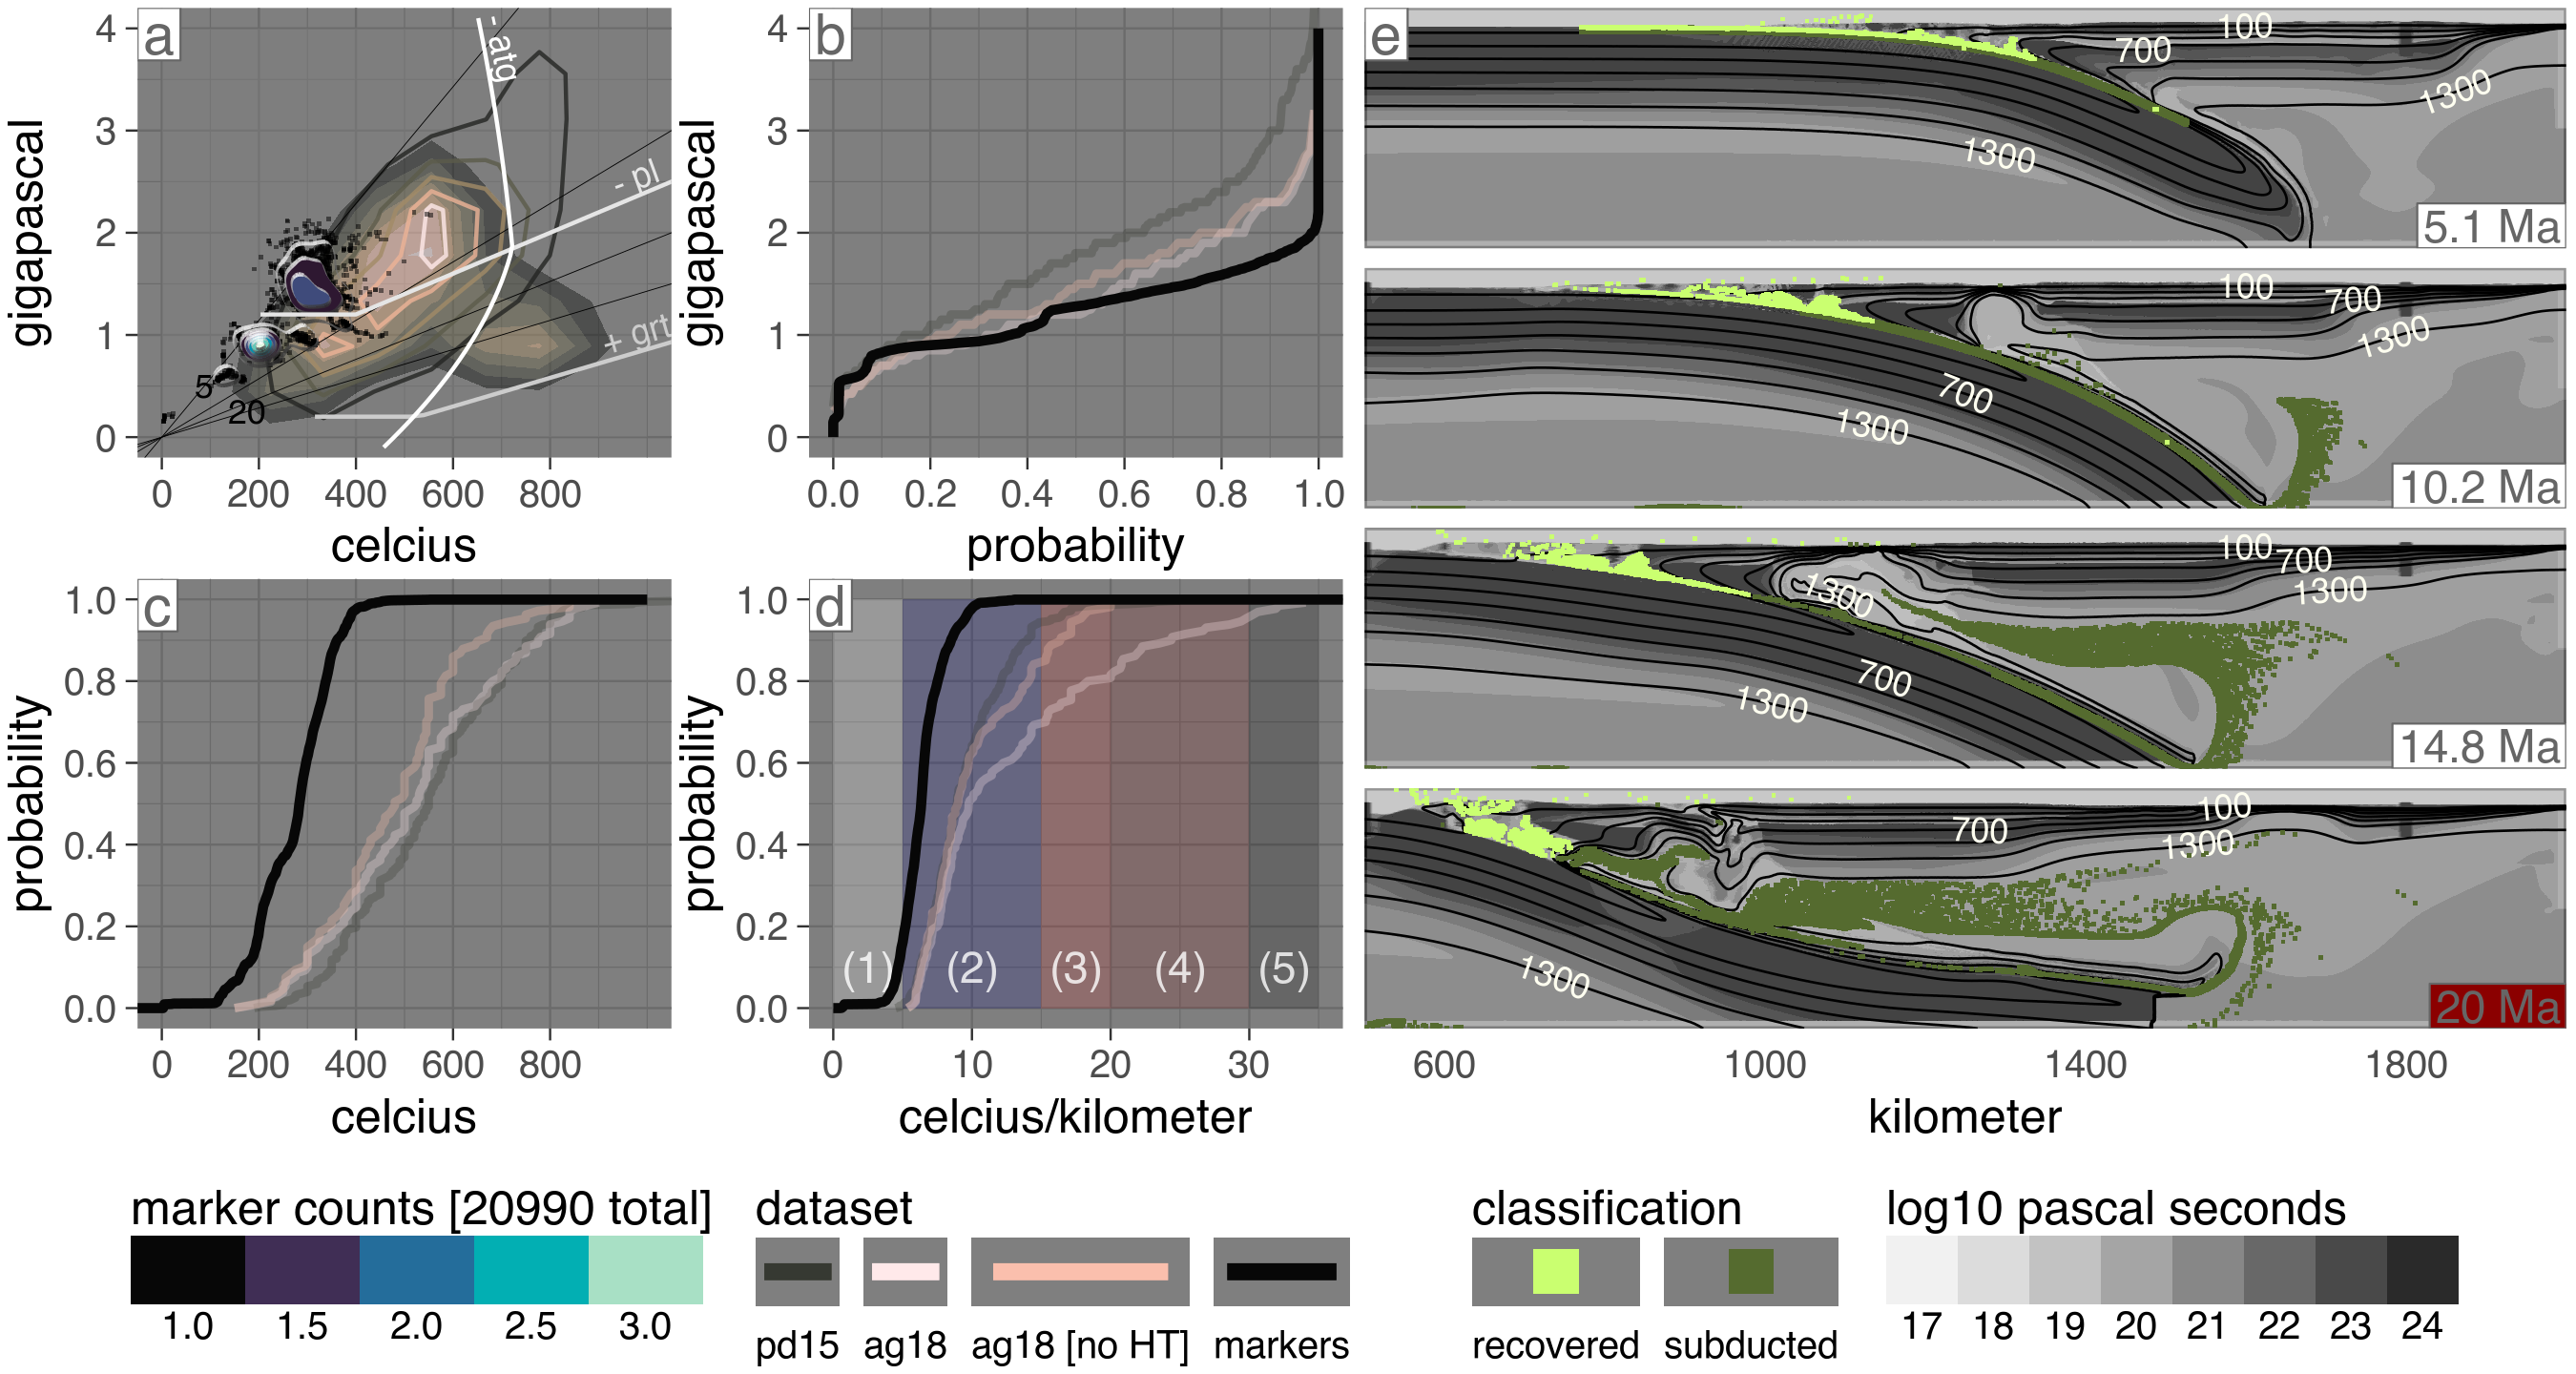 a
gigapascal
4
3
2
1
0
- atg
- pl
+ grt
5
20
0
200
400
600
800
celcius
b
gigapascal
4
3
2
1
0
0.0
0.2
0.4
0.6
0.8
1.0
probability
c
probability
1.0
0.8
0.6
0.4
0.2
0.0
0
200
400
600
800
celcius
d
probability
1.0
0.8
0.6
0.4
0.2
0.0
(1)
(2)
(3)
(4)
(5)
0
10
20
30
celcius/kilometer
e
100
700
1300
1300
5.1 Ma
100
700
1300
700
1300
10.2 Ma
100
700
1300
1300
700
1300
14.8 Ma
100
700
1300
1300
20 Ma
600
1000
1400
1800
kilometer
marker counts [20990 total]
1.0
1.5
2.0
2.5
3.0
dataset
pd15
ag18
ag18 [no HT]
markers
classification
recovered
subducted
log10 pascal seconds
17
18
19
20
21
22
23
24